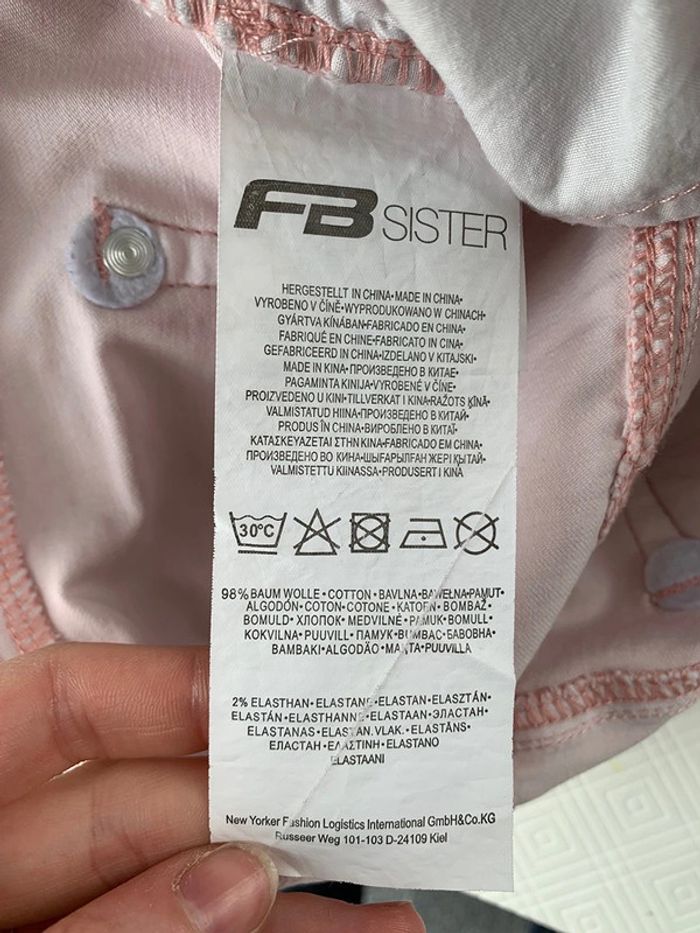 FB SISTER
HERGESTELLT IN CHINA•MADE IN CHINA•
VYROBENO V ČÍNĚ•WYPRODUKOWANO W CHINACH•
GYÁRTVA KÍNÁBAN•FABRICADO EN CHINA•
FABRIQUÉ EN CHINE•FABRICATO IN CINA•
GEFABRICEERD IN CHINA•IZDELANO V KITAJSKI•
MADE IN KINA•ПРОИЗВЕДЕНО В КИТАЕ•
PAGAMINTA KINIJA•VYROBENÉ V ČÍNE•
PROIZVEDENO U KINI•TILLVERKAT I KINA•RAŽOTS ĶĪNĀ•
VALMISTATUD HIINA•ПРОИЗВЕДЕНО В КИТАЙ•
PRODUS ÎN CHINA•ВИРОБЛЕНО В КИТАЇ•
ΚΑΤΑΣΚΕΥΑΖΕΤΑΙ ΣΤΗΝ ΚΙΝΑ•FABRICADO EM CHINA•
ПРОИЗВЕДЕНО ВО КИНА•ШЫҒАРЫЛҒАН ЖЕРІ ҚЫТАЙ•
VALMISTETTU KIINASSA•PRODUSERT I KINA
30°C
98% BAUM WOLLE•COTTON•BAVLNA•BAWEŁNA•PAMUT•
ALGODÓN•COTON•COTONE•KATOEN•BOMBAŽ•
BOMULD•ХЛОПОК•MEDVILNĖ•PAMUK•BOMULL•
KOKVILNA•PUUVILL•ПАМУК•BUMBAC•БАВОВНА•
BAMBAKI•ALGODÃO•МАҚТА•PUUVILLA
2% ELASTHAN•ELASTANE•ELASTAN•ELASZTÁN•
ELASTÁN•ELASTHANNE•ELASTAAN•ЭЛАСТАН•
ELASTANAS•ELASTAN.VLAK.•ELASTĀNS•
ЕЛАСТАН•ΕΛΑΣΤΙΝΗ•ELASTANO
ELASTAANI
New Yorker Fashion Logistics International GmbH&Co.KG
Russeer Weg 101-103 D-24109 Kiel